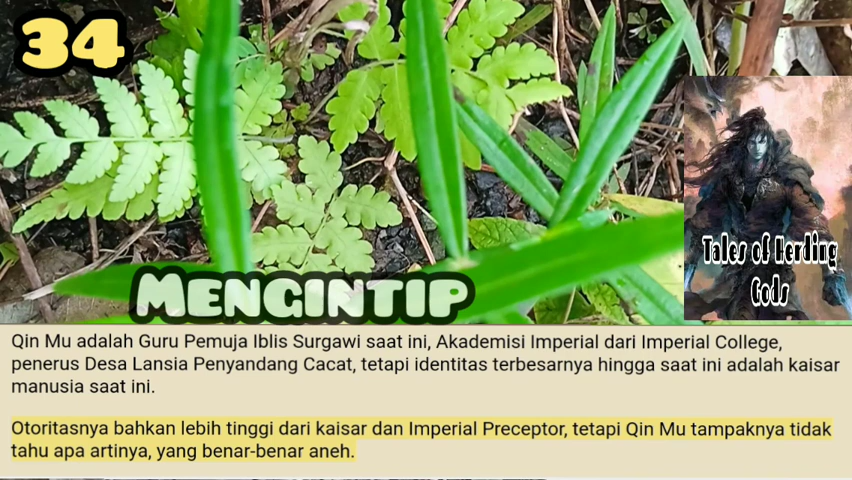 34
Tales of Herding
Gods
MENGINTIP
Qin Mu adalah Guru Pemuja Iblis Surgawi saat ini, Akademisi Imperial dari Imperial College,
penerus Desa Lansia Penyandang Cacat, tetapi identitas terbesarnya hingga saat ini adalah kaisar
manusia saat ini.
Otoritasnya bahkan lebih tinggi dari kaisar dan Imperial Preceptor, tetapi Qin Mu tampaknya tidak
tahu apa artinya, yang benar-benar aneh.